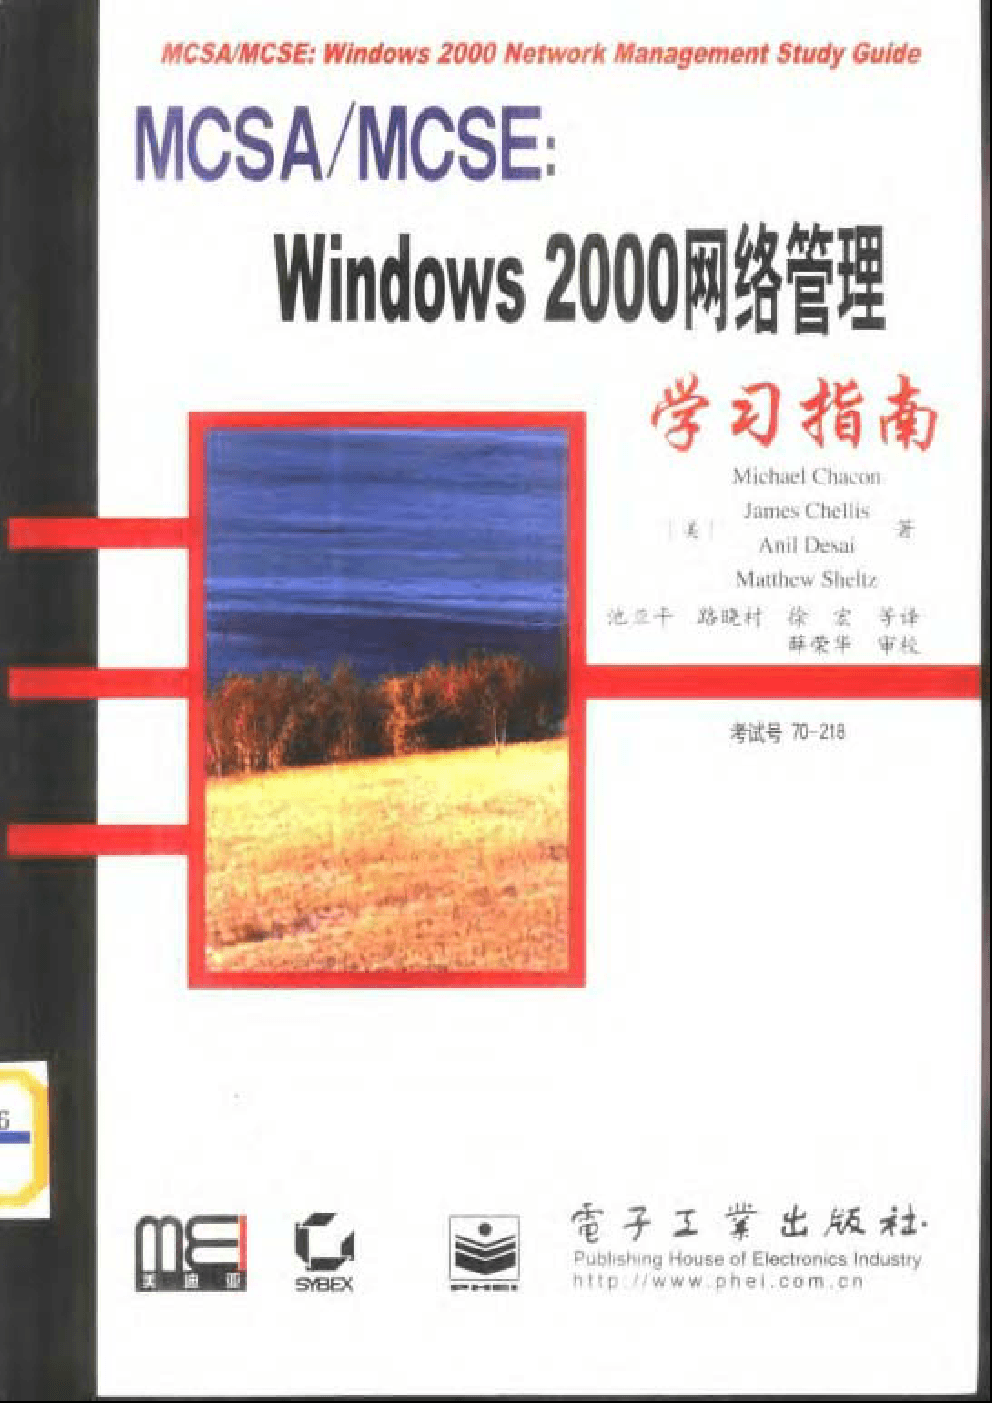 MCSA/MCSE: Windows 2000 Network Management Study Guide
MCSA/MCSE:
Windows 2000网络管理
学习指南
Michael Chacon
James Chellis
[美] 著
Anil Desai
Matthew Sheltz
池亚平 路晓村 徐 宏 等译
薛荣华 审校
考试号 70-218
6
美迪亚
SYBEX
PHEI
電子工業出版社.
Publishing House of Electronics Industry
http://www.phei.com.cn